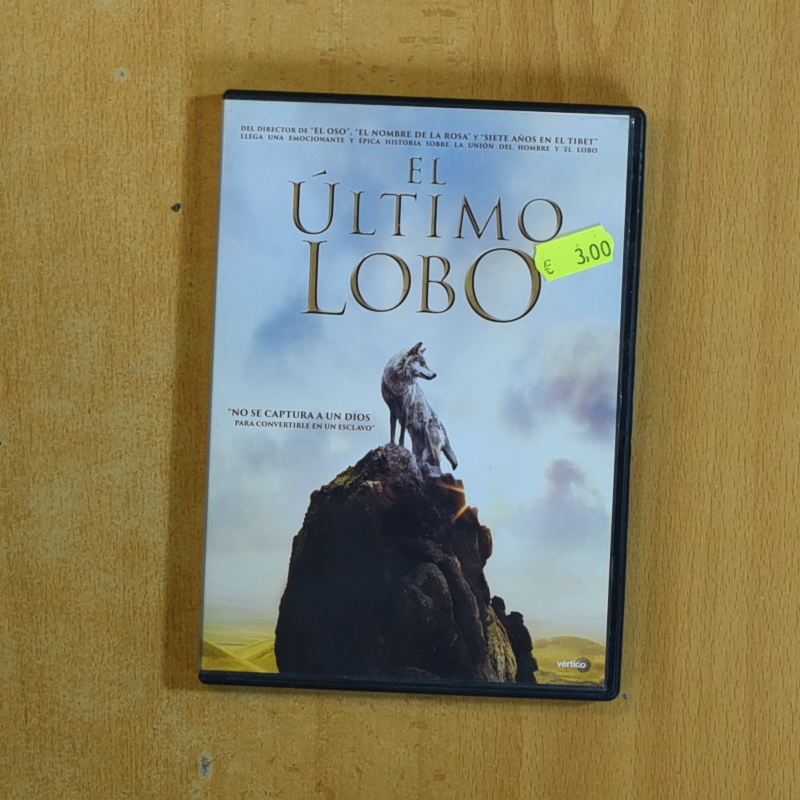 DEL DIRECTOR DE "EL OSO", "EL NOMBRE DE LA ROSA" Y "SIETE AÑOS EN EL TIBET"
LLEGA UNA EMOCIONANTE Y ÉPICA HISTORIA SOBRE LA UNIÓN DEL HOMBRE Y EL LOBO
EL
ÚLTIMO
LOBO
€ 3,00
"NO SE CAPTURA A UN DIOS
PARA CONVERTIRLE EN UN ESCLAVO"
vértigo